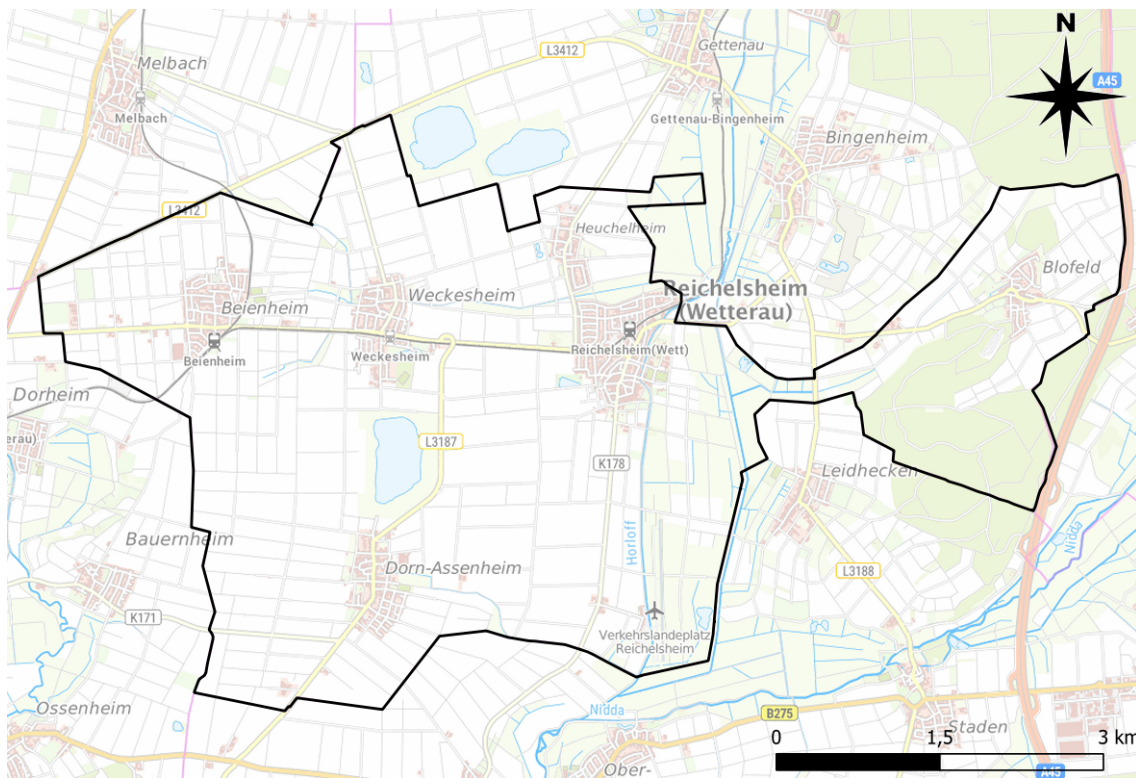 N
L3412
Gettenau
A45
Melbach
Melbach
Gettenau-Bingenheim
Bingenheim
L3412
Heuchelheim
Blofeld
Beienheim
Weckesheim
Reichelsheim
(Wetterau)
Beienheim
Weckesheim
Reichelsheim(Wett)
Dorheim
erau)
L3187
K178
Leidhecken
Bauernheim
Horloff
Nidda
Dorn-Assenheim
L3188
K171
Verkehrslandeplatz
Reichelsheim
Ossenheim
Nidda
B275
Staden
0
1,5
3 km
Ober-
A45